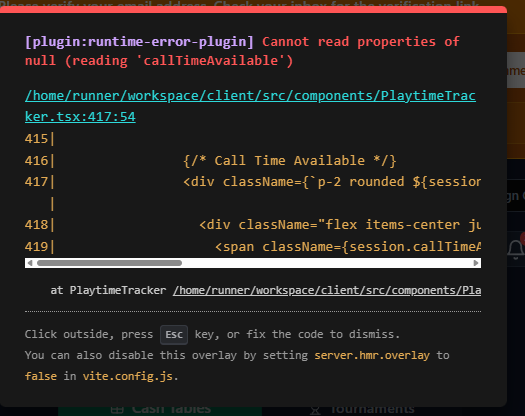 Please verify your email address. Check your inbox for the verification link
[plugin:runtime-error-plugin] Cannot read properties of
null (reading 'callTimeAvailable')
/home/runner/workspace/client/src/components/PlaytimeTrac
ker.tsx:417:54
415|
416|                {/* Call Time Available */}
417|                <div className={`p-2 rounded ${session
|
418|                  <div className="flex items-center ju
419|                    <span className={session.callTimeA
at PlaytimeTracker /home/runner/workspace/client/src/components/Pla
Click outside, press Esc key, or fix the code to dismiss.
You can also disable this overlay by setting server.hmr.overlay to
false in vite.config.js.
Cash Tables
Tournaments